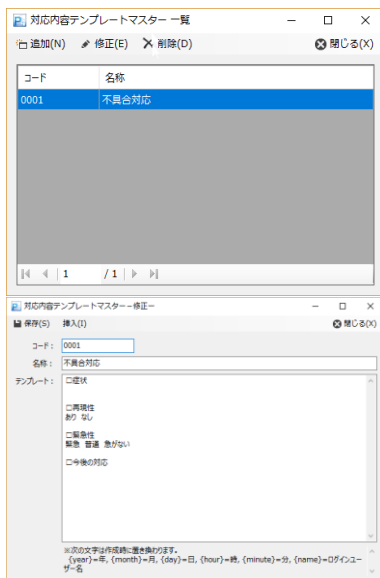 対応内容テンプレートマスター 一覧
追加(N) 修正(E) 削除(D) 閉じる(X)
コード 名称
0001 不具合対応
1 / 1
対応内容テンプレートマスター－修正－
保存(S) 挿入(I) 閉じる(X)
コード： 0001
名称： 不具合対応
テンプレート： □症状
□再現性
あり なし
□緊急性
緊急 普通 急がない
□今後の対応
※次の文字は作成時に置き換わります。
{year}=年, {month}=月, {day}=日, {hour}=時, {minute}=分, {name}=ログインユー
ザー名